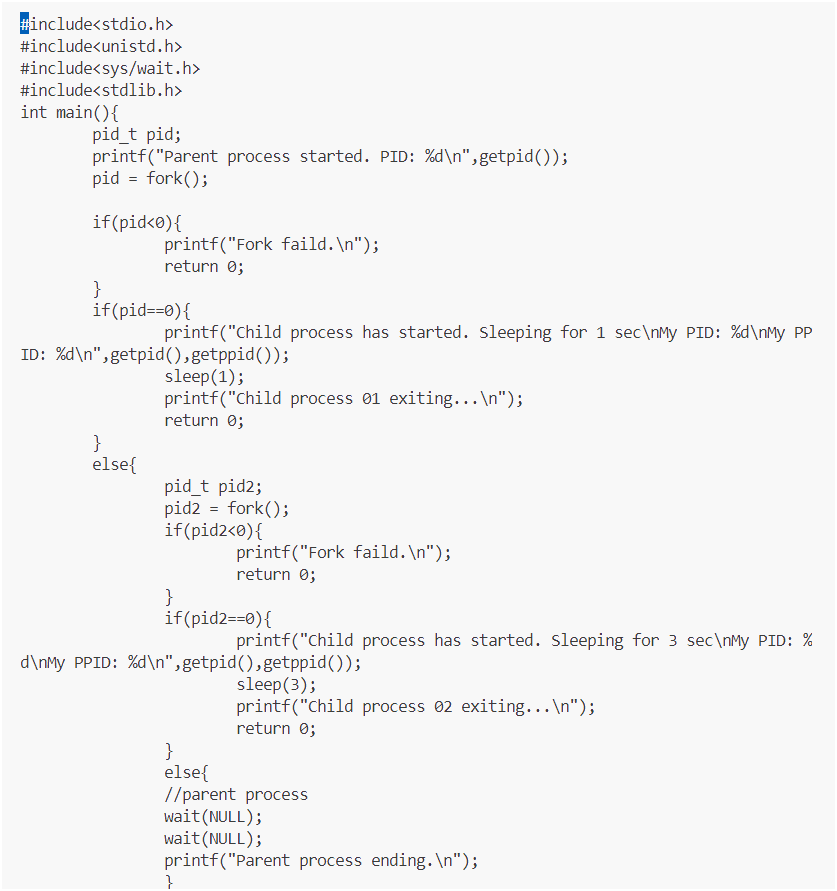 #include<stdio.h>
#include<unistd.h>
#include<sys/wait.h>
#include<stdlib.h>
int main(){
        pid_t pid;
        printf("Parent process started. PID: %d\n",getpid());
        pid = fork();

        if(pid<0){
                printf("Fork faild.\n");
                return 0;
        }
        if(pid==0){
                printf("Child process has started. Sleeping for 1 sec\nMy PID: %d\nMy PP
ID: %d\n",getpid(),getppid());
                sleep(1);
                printf("Child process 01 exiting...\n");
                return 0;
        }
        else{
                pid_t pid2;
                pid2 = fork();
                if(pid2<0){
                        printf("Fork faild.\n");
                        return 0;
                }
                if(pid2==0){
                        printf("Child process has started. Sleeping for 3 sec\nMy PID: %
d\nMy PPID: %d\n",getpid(),getppid());
                        sleep(3);
                        printf("Child process 02 exiting...\n");
                        return 0;
                }
                else{
                //parent process
                wait(NULL);
                wait(NULL);
                printf("Parent process ending.\n");
                }